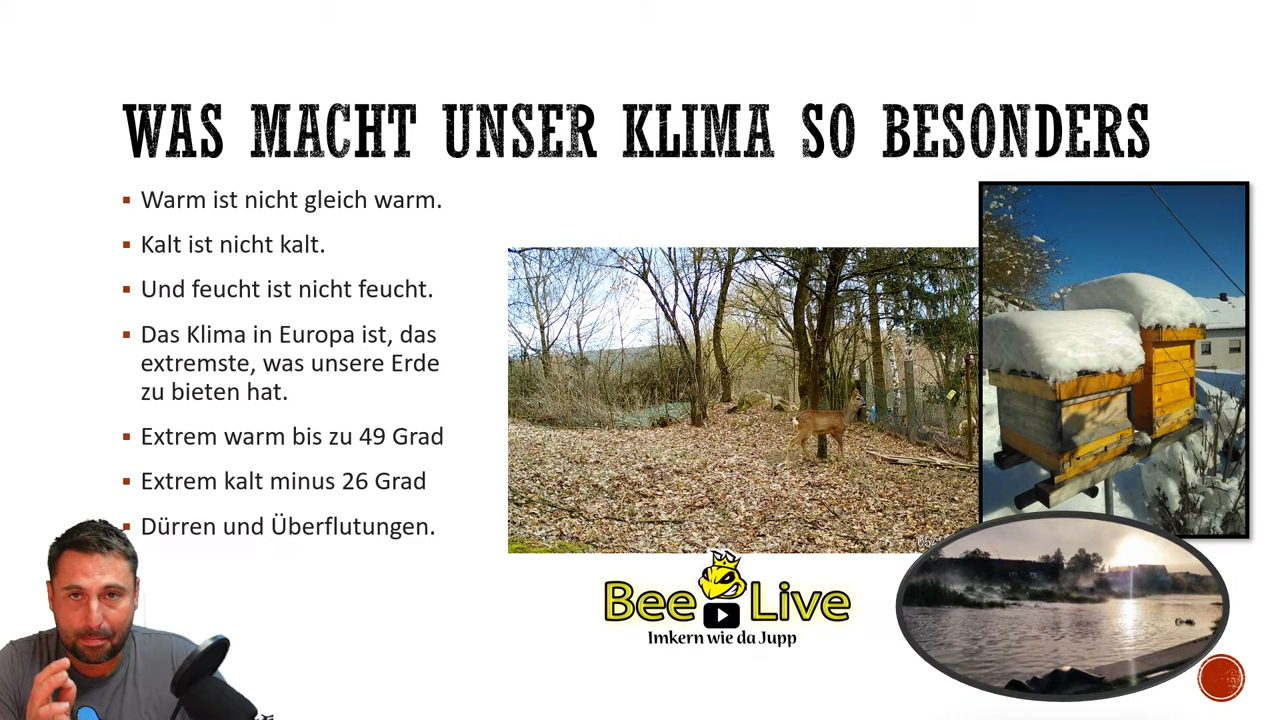 WAS MACHT UNSER KLIMA SO BESONDERS
Warm ist nicht gleich warm.
Kalt ist nicht kalt.
Und feucht ist nicht feucht.
Das Klima in Europa ist, das
extremste, was unsere Erde
zu bieten hat.
Extrem warm bis zu 49 Grad
Extrem kalt minus 26 Grad
Dürren und Überflutungen.
Bee Live
Imkern wie da Jupp